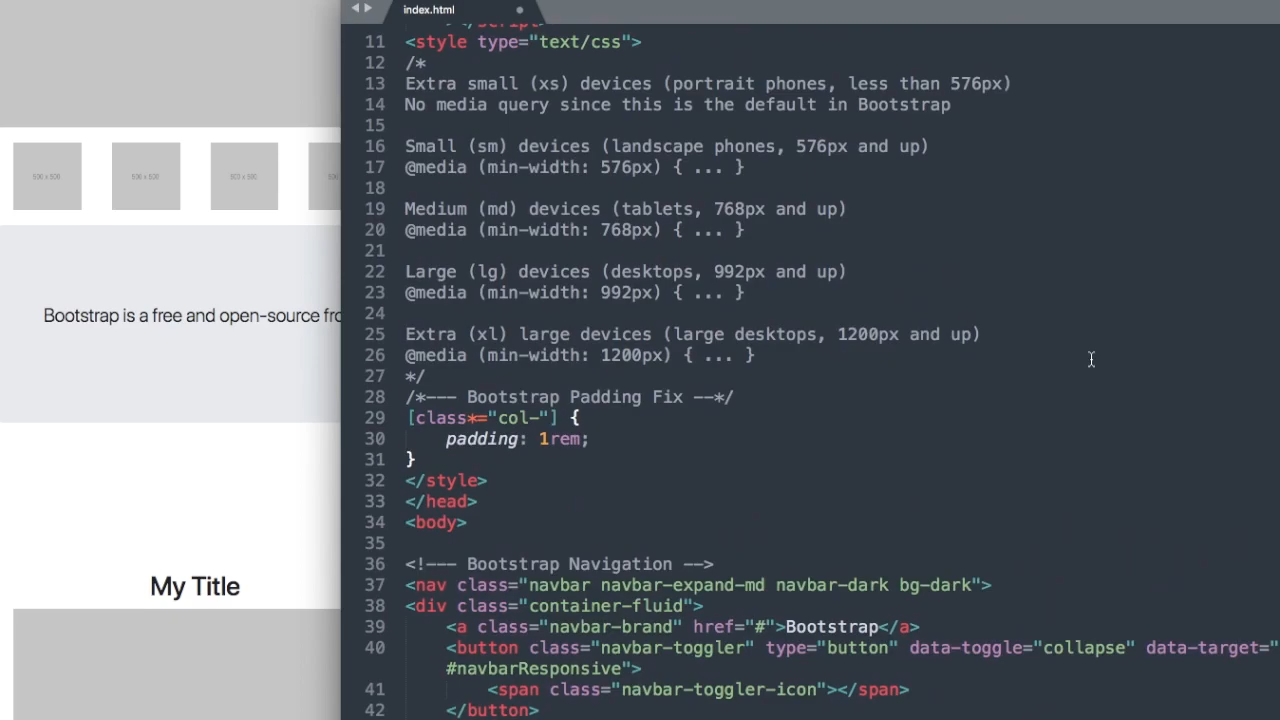 index.html
></script>
11 <style type="text/css">
12 /*
13 Extra small (xs) devices (portrait phones, less than 576px)
14 No media query since this is the default in Bootstrap
15
16 Small (sm) devices (landscape phones, 576px and up)
17 @media (min-width: 576px) { ... }
18
19 Medium (md) devices (tablets, 768px and up)
20 @media (min-width: 768px) { ... }
21
22 Large (lg) devices (desktops, 992px and up)
23 @media (min-width: 992px) { ... }
24
25 Extra (xl) large devices (large desktops, 1200px and up)
26 @media (min-width: 1200px) { ... }
27 */
28 /*--- Bootstrap Padding Fix --*/
29 [class*="col-"] {
30 padding: 1rem;
31 }
32 </style>
33 </head>
34 <body>
35
36 <!--- Bootstrap Navigation -->
37 <nav class="navbar navbar-expand-md navbar-dark bg-dark">
38 <div class="container-fluid">
39 <a class="navbar-brand" href="#">Bootstrap</a>
40 <button class="navbar-toggler" type="button" data-toggle="collapse" data-target="
#navbarResponsive">
41 <span class="navbar-toggler-icon"></span>
42 </button>
Bootstrap is a free and open-source fro
My Title